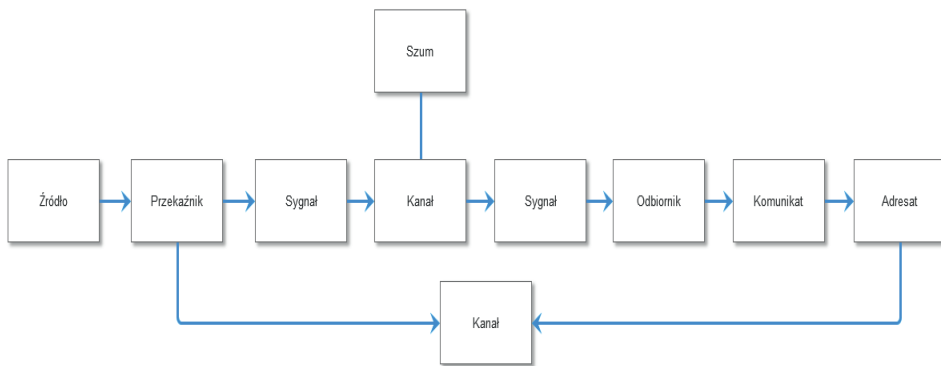 Szum
Źródło
Przekaźnik
Sygnał
Kanał
Sygnał
Odbiornik
Komunikat
Adresat
Kanał